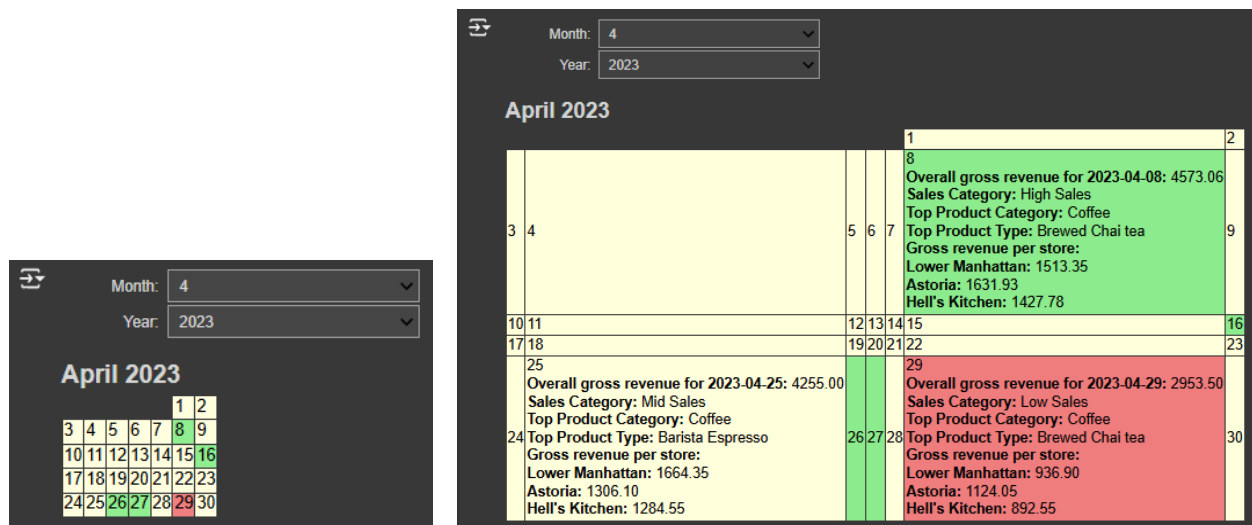 Month: 4
Year: 2023
April 2023
1 2
3 4 5 6 7 8 9
10 11 12 13 14 15 16
17 18 19 20 21 22 23
24 25 26 27 28 29 30
Month: 4
Year: 2023
April 2023
1 2
3 4 5 6 7 8 9
Overall gross revenue for 2023-04-08: 4573.06
Sales Category: High Sales
Top Product Category: Coffee
Top Product Type: Brewed Chai tea
Gross revenue per store:
Lower Manhattan: 1513.35
Astoria: 1631.93
Hell's Kitchen: 1427.78
10 11 12 13 14 15 16
17 18 19 20 21 22 23
24 25
Overall gross revenue for 2023-04-25: 4255.00
Sales Category: Mid Sales
Top Product Category: Coffee
Top Product Type: Barista Espresso
Gross revenue per store:
Lower Manhattan: 1664.35
Astoria: 1306.10
Hell's Kitchen: 1284.55
26 27 28 29
Overall gross revenue for 2023-04-29: 2953.50
Sales Category: Low Sales
Top Product Category: Coffee
Top Product Type: Brewed Chai tea
Gross revenue per store:
Lower Manhattan: 936.90
Astoria: 1124.05
Hell's Kitchen: 892.55
30